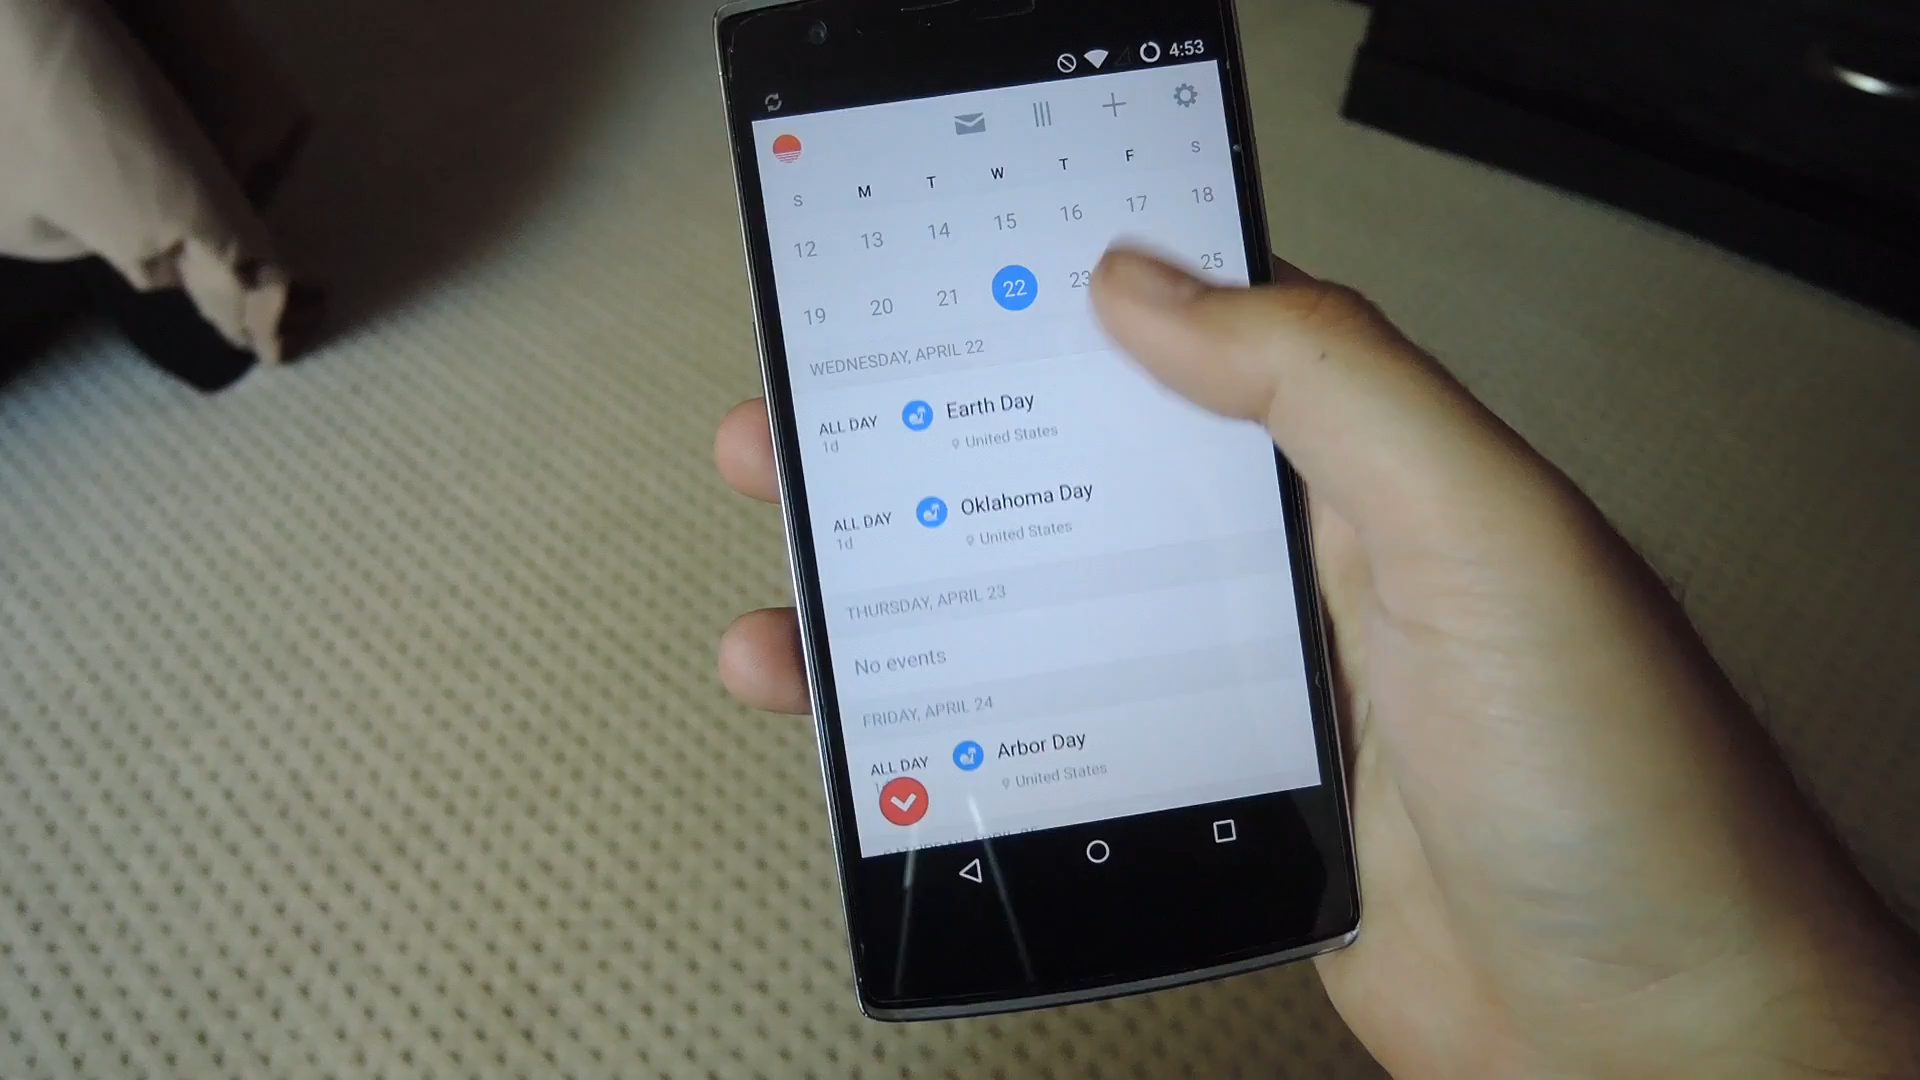 4:53
S M T W T F S
12 13 14 15 16 17 18
19 20 21 22 23 25
WEDNESDAY, APRIL 22
ALL DAY Earth Day
1d United States
ALL DAY Oklahoma Day
1d United States
THURSDAY, APRIL 23
No events
FRIDAY, APRIL 24
ALL DAY Arbor Day
United States